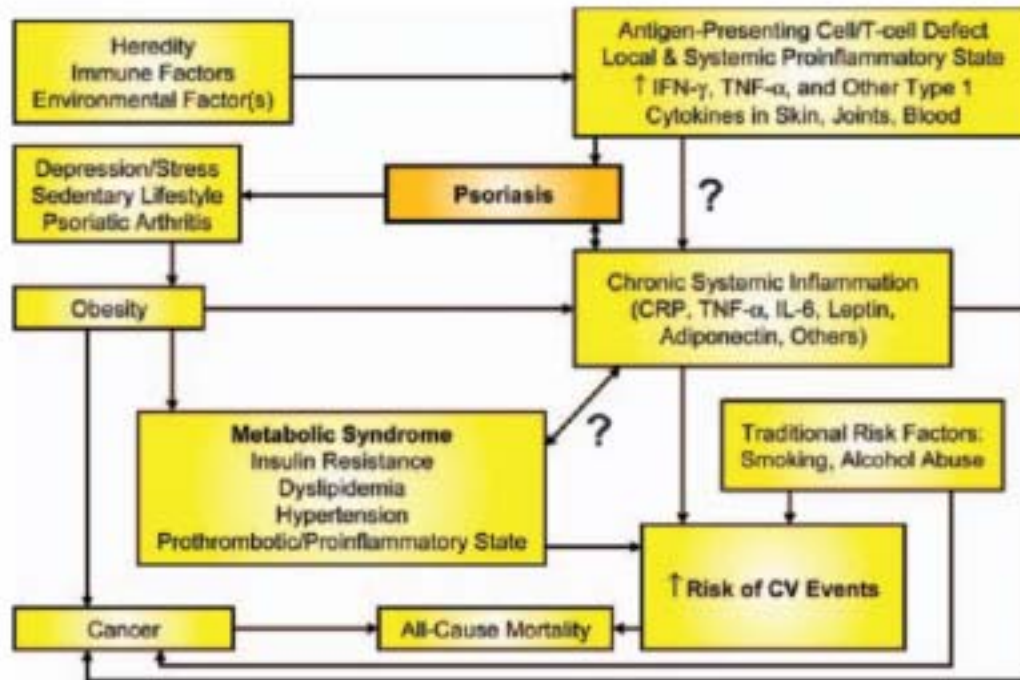 Heredity
Immune Factors
Environmental Factor(s)
Antigen-Presenting Cell/T-cell Defect
Local & Systemic Proinflammatory State
↑ IFN-γ, TNF-α, and Other Type 1
Cytokines in Skin, Joints, Blood
Depression/Stress
Sedentary Lifestyle
Psoriatic Arthritis
Psoriasis
?
Obesity
Chronic Systemic Inflammation
(CRP, TNF-α, IL-6, Leptin,
Adiponectin, Others)
Metabolic Syndrome
Insulin Resistance
Dyslipidemia
Hypertension
Prothrombotic/Proinflammatory State
?
Traditional Risk Factors:
Smoking, Alcohol Abuse
↑ Risk of CV Events
Cancer
All-Cause Mortality